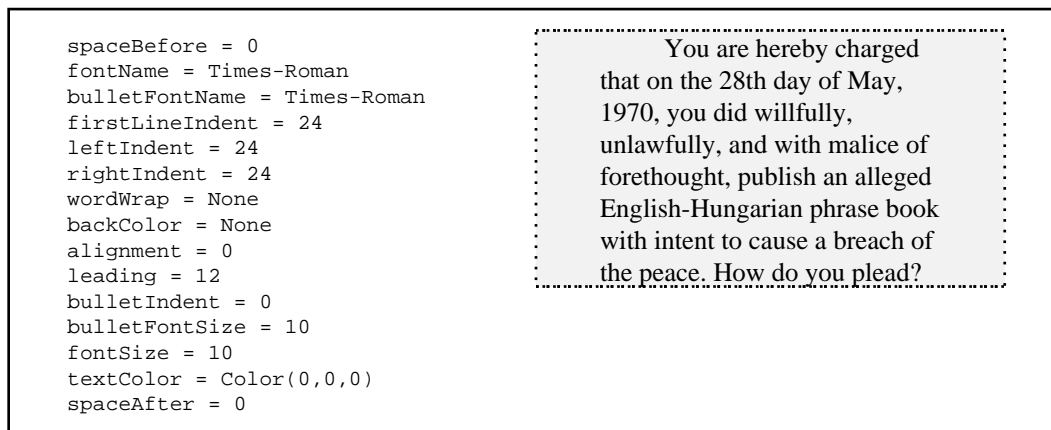 spaceBefore = 0
fontName = Times-Roman
bulletFontName = Times-Roman
firstLineIndent = 24
leftIndent = 24
rightIndent = 24
wordWrap = None
backColor = None
alignment = 0
leading = 12
bulletIndent = 0
bulletFontSize = 10
fontSize = 10
textColor = Color(0,0,0)
spaceAfter = 0
You are hereby charged
that on the 28th day of May,
1970, you did willfully,
unlawfully, and with malice of
forethought, publish an alleged
English-Hungarian phrase book
with intent to cause a breach of
the peace. How do you plead?